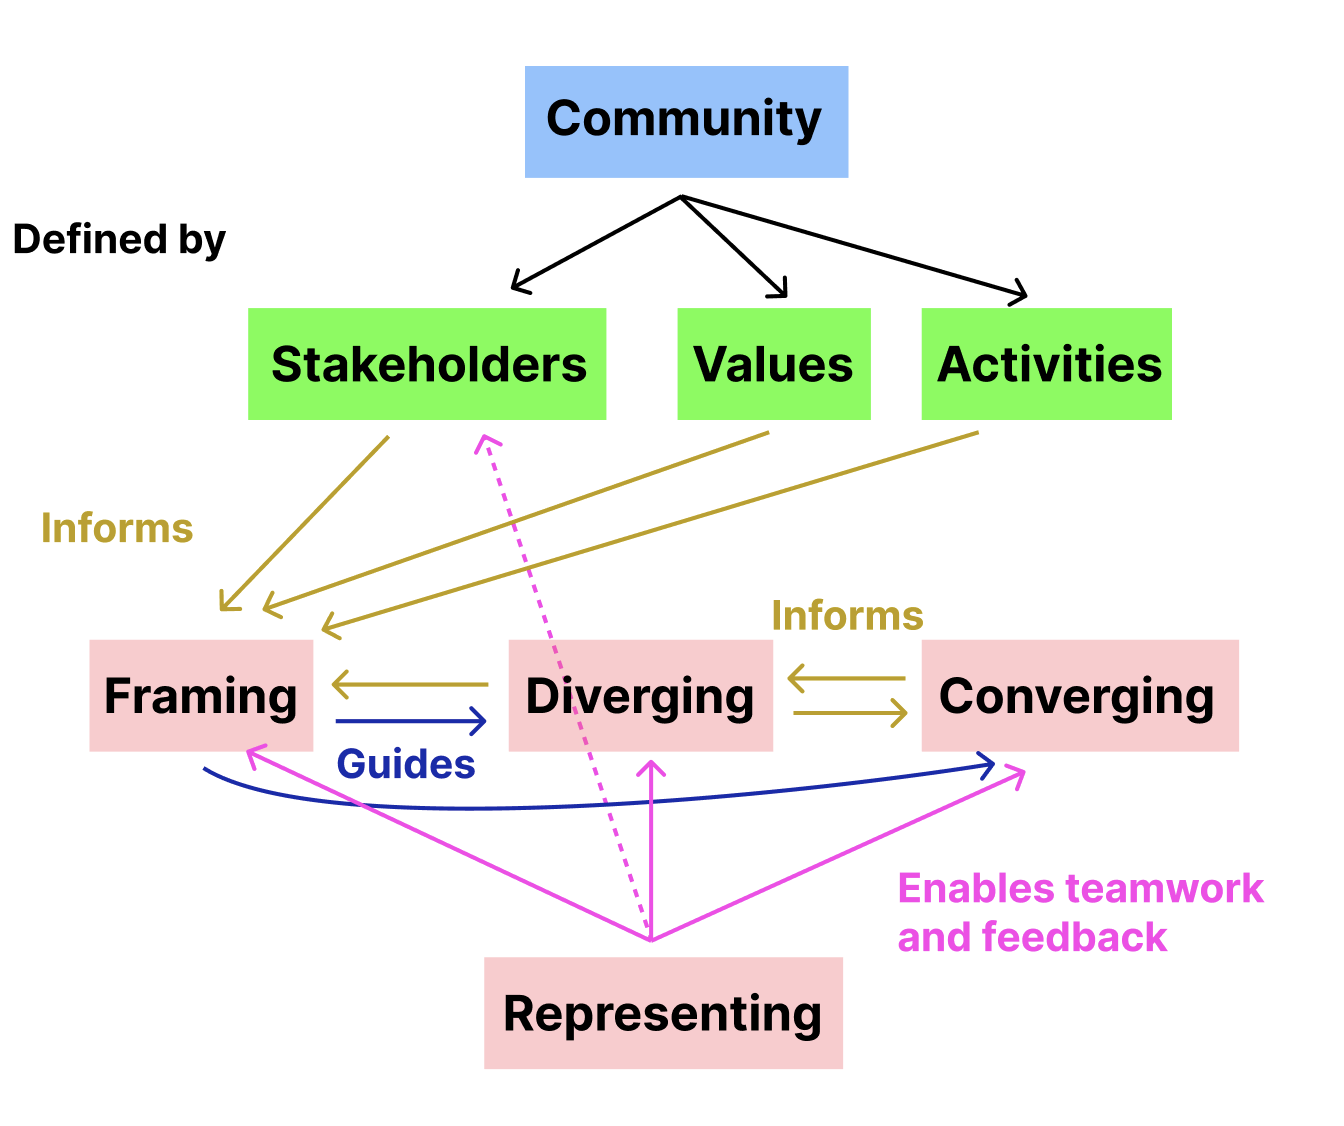 Community
Defined by
Stakeholders
Values
Activities
Informs
Informs
Framing
Diverging
Converging
Guides
Enables teamwork
and feedback
Representing